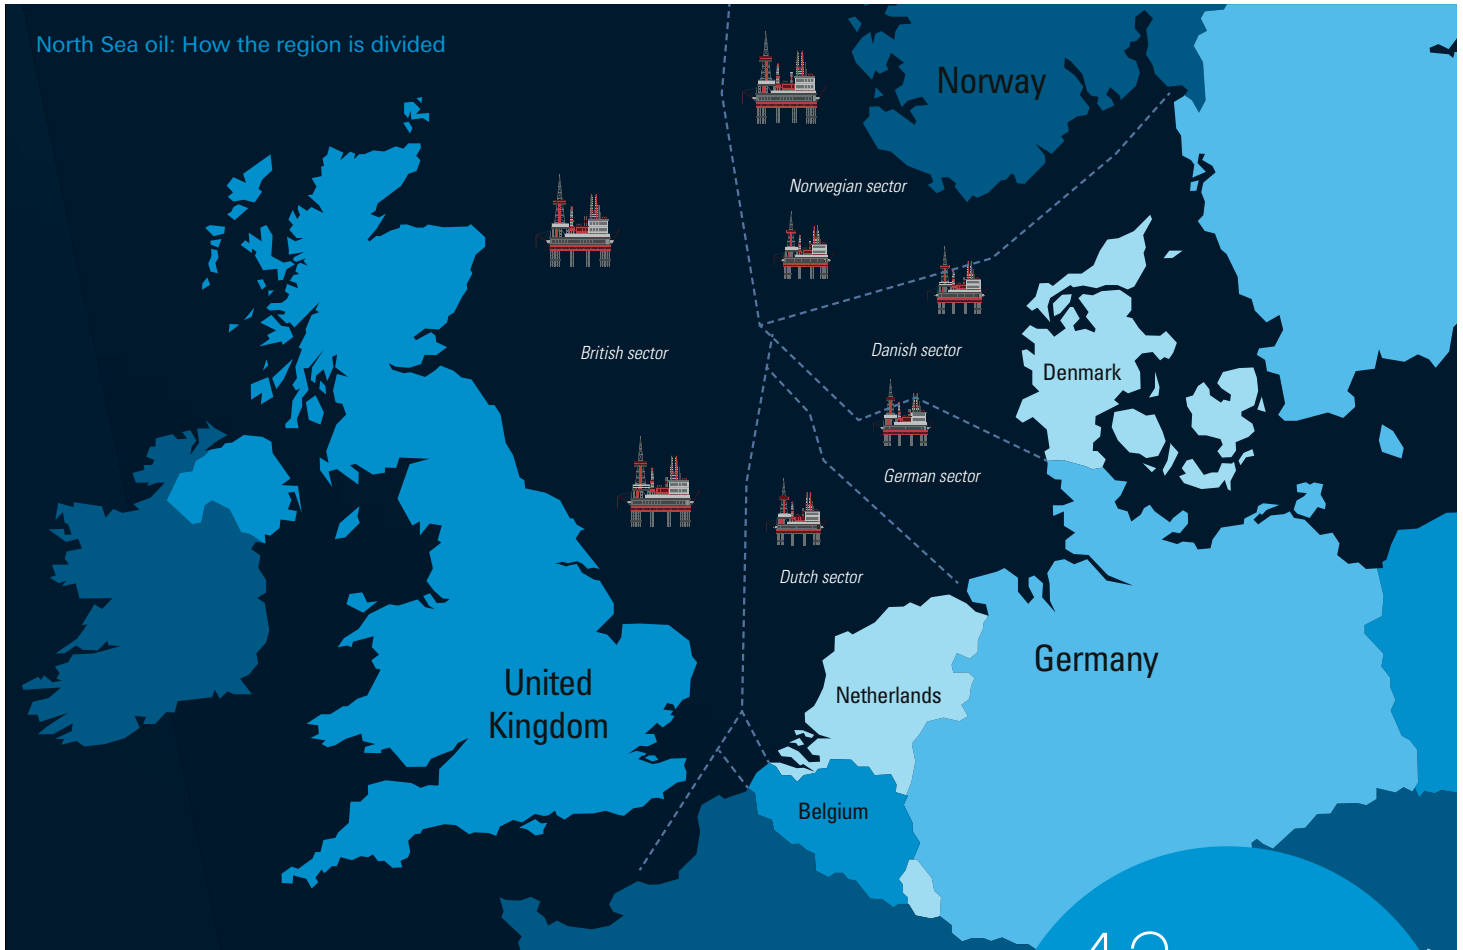 North Sea oil: How the region is divided
Norway
Norwegian sector
British sector
Danish sector
Denmark
German sector
Dutch sector
Germany
United
Kingdom
Netherlands
Belgium